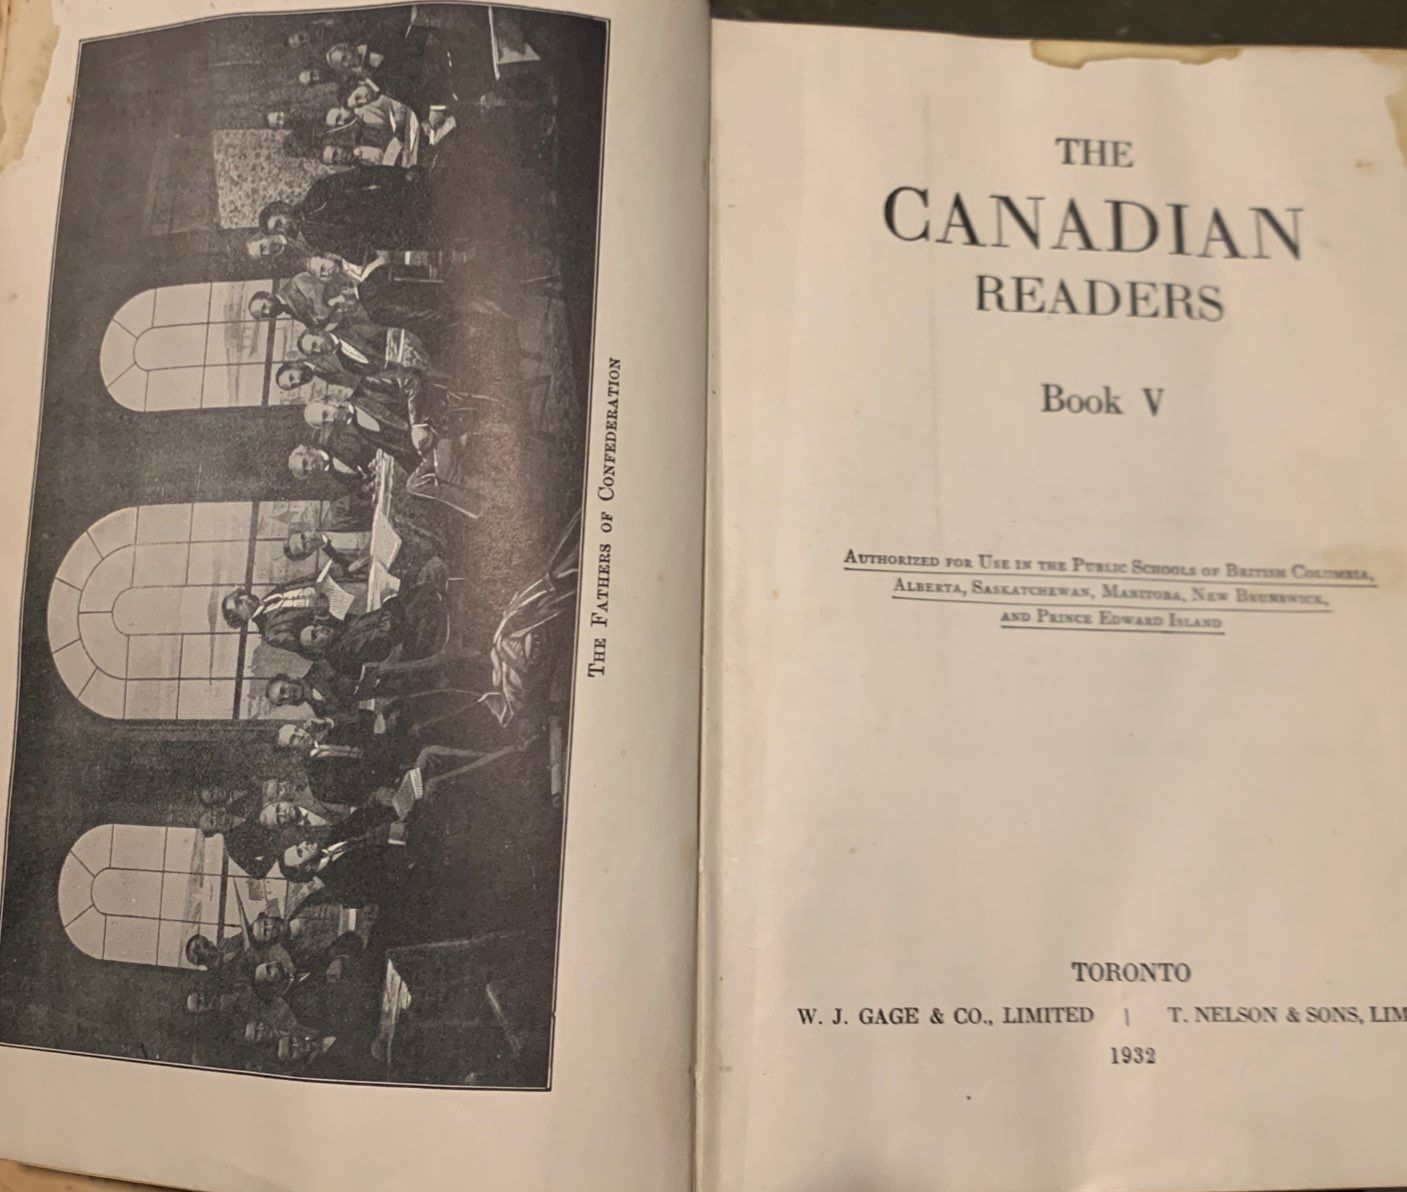 THE FATHERS OF CONFEDERATION
THE
CANADIAN
READERS
Book V
AUTHORIZED FOR USE IN THE PUBLIC SCHOOLS OF BRITISH COLUMBIA,
ALBERTA, SASKATCHEWAN, MANITOBA, NEW BRUNSWICK,
AND PRINCE EDWARD ISLAND
TORONTO
W. J. GAGE & CO., LIMITED | T. NELSON & SONS, LIM
1932